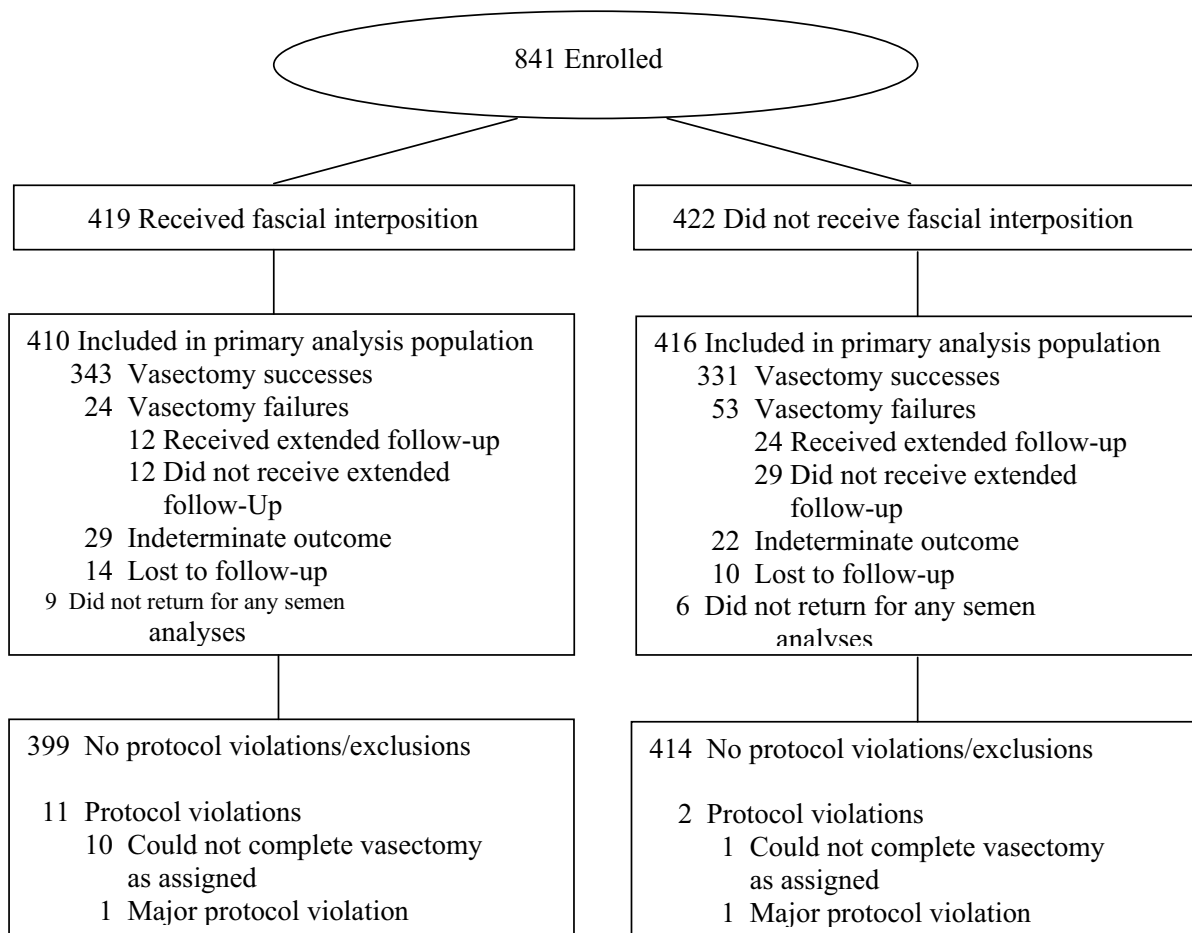 841 Enrolled
419 Received fascial interposition
422 Did not receive fascial interposition
410 Included in primary analysis population
343 Vasectomy successes
24 Vasectomy failures
12 Received extended follow-up
12 Did not receive extended
follow-Up
29 Indeterminate outcome
14 Lost to follow-up
9 Did not return for any semen
analyses
416 Included in primary analysis population
331 Vasectomy successes
53 Vasectomy failures
24 Received extended follow-up
29 Did not receive extended
follow-up
22 Indeterminate outcome
10 Lost to follow-up
6 Did not return for any semen
analyses
399 No protocol violations/exclusions
11 Protocol violations
10 Could not complete vasectomy
as assigned
1 Major protocol violation
414 No protocol violations/exclusions
2 Protocol violations
1 Could not complete vasectomy
as assigned
1 Major protocol violation